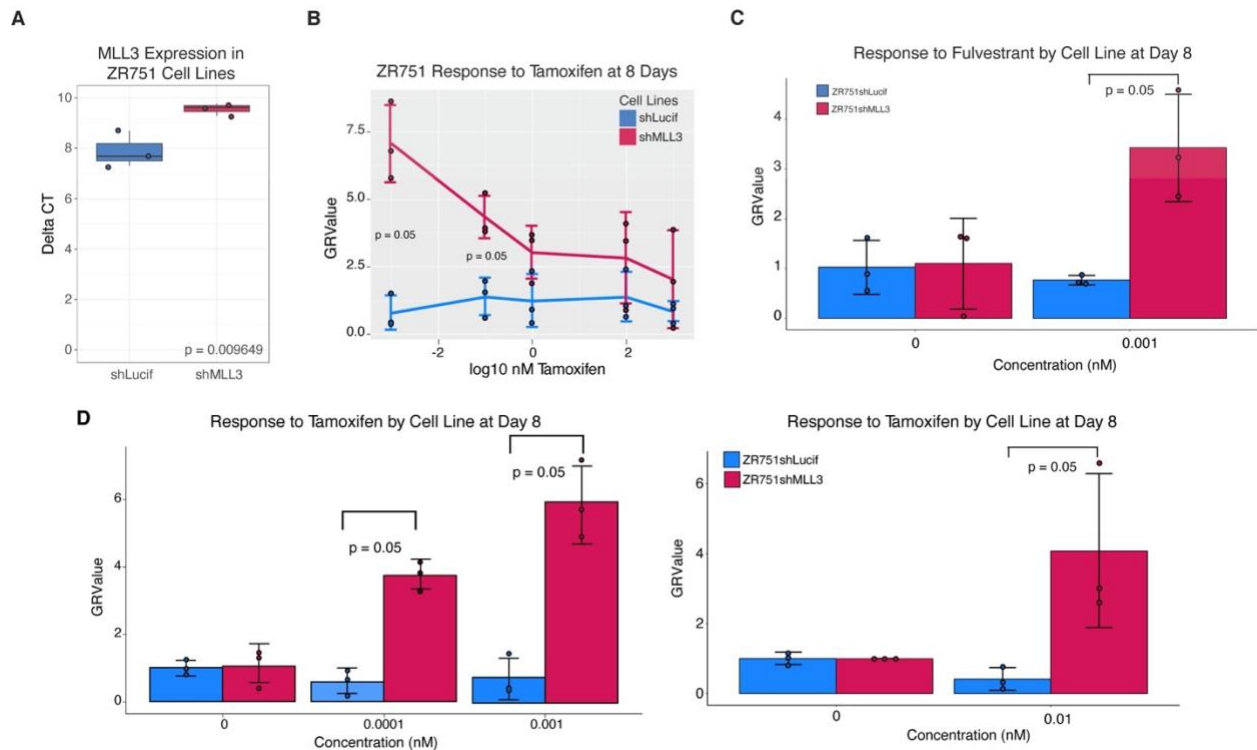 A
MLL3 Expression in
ZR751 Cell Lines
Delta CT
10
8
6
4
2
0
p = 0.009649
shLucif
shMLL3
B
ZR751 Response to Tamoxifen at 8 Days
Cell Lines
shLucif
shMLL3
GRValue
7.5
5.0
2.5
0.0
p = 0.05
p = 0.05
-2
0
2
log10 nM Tamoxifen
C
Response to Fulvestrant by Cell Line at Day 8
ZR751shLucif
ZR751shMLL3
p = 0.05
GRValue
4
3
2
1
0
0
0.001
Concentration (nM)
D
Response to Tamoxifen by Cell Line at Day 8
p = 0.05
p = 0.05
GRValue
6
4
2
0
0
0.0001
0.001
Concentration (nM)
Response to Tamoxifen by Cell Line at Day 8
ZR751shLucif
ZR751shMLL3
p = 0.05
GRValue
6
4
2
0
0
0.01
Concentration (nM)